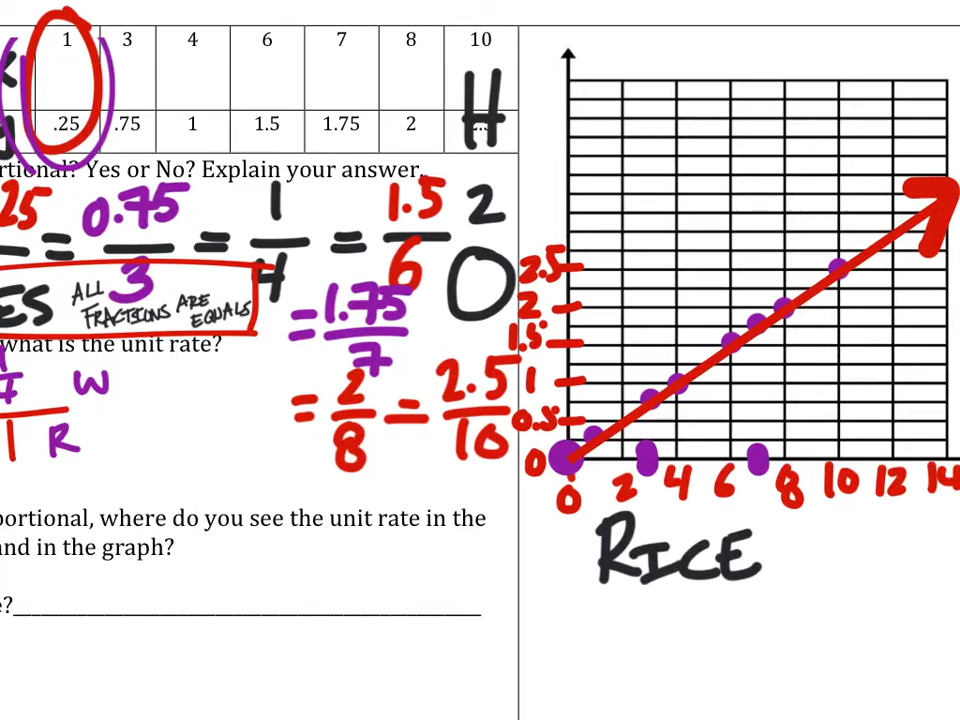 1 3 4 6 7 8 10
.25 .75 1 1.5 1.75 2
H
2
O
rtional? Yes or No? Explain your answer.
25 = 0.75/3 = 1/4 = 1.5/6
= 1.75/7
= 2/8 = 2.5/10
ES ALL FRACTIONS ARE EQUALS
what is the unit rate?
W
1 R
portional, where do you see the unit rate in the
and in the graph?
e?
2.5
2
1.5
1
0.5
0
0 2 4 6 8 10 12 14
RICE